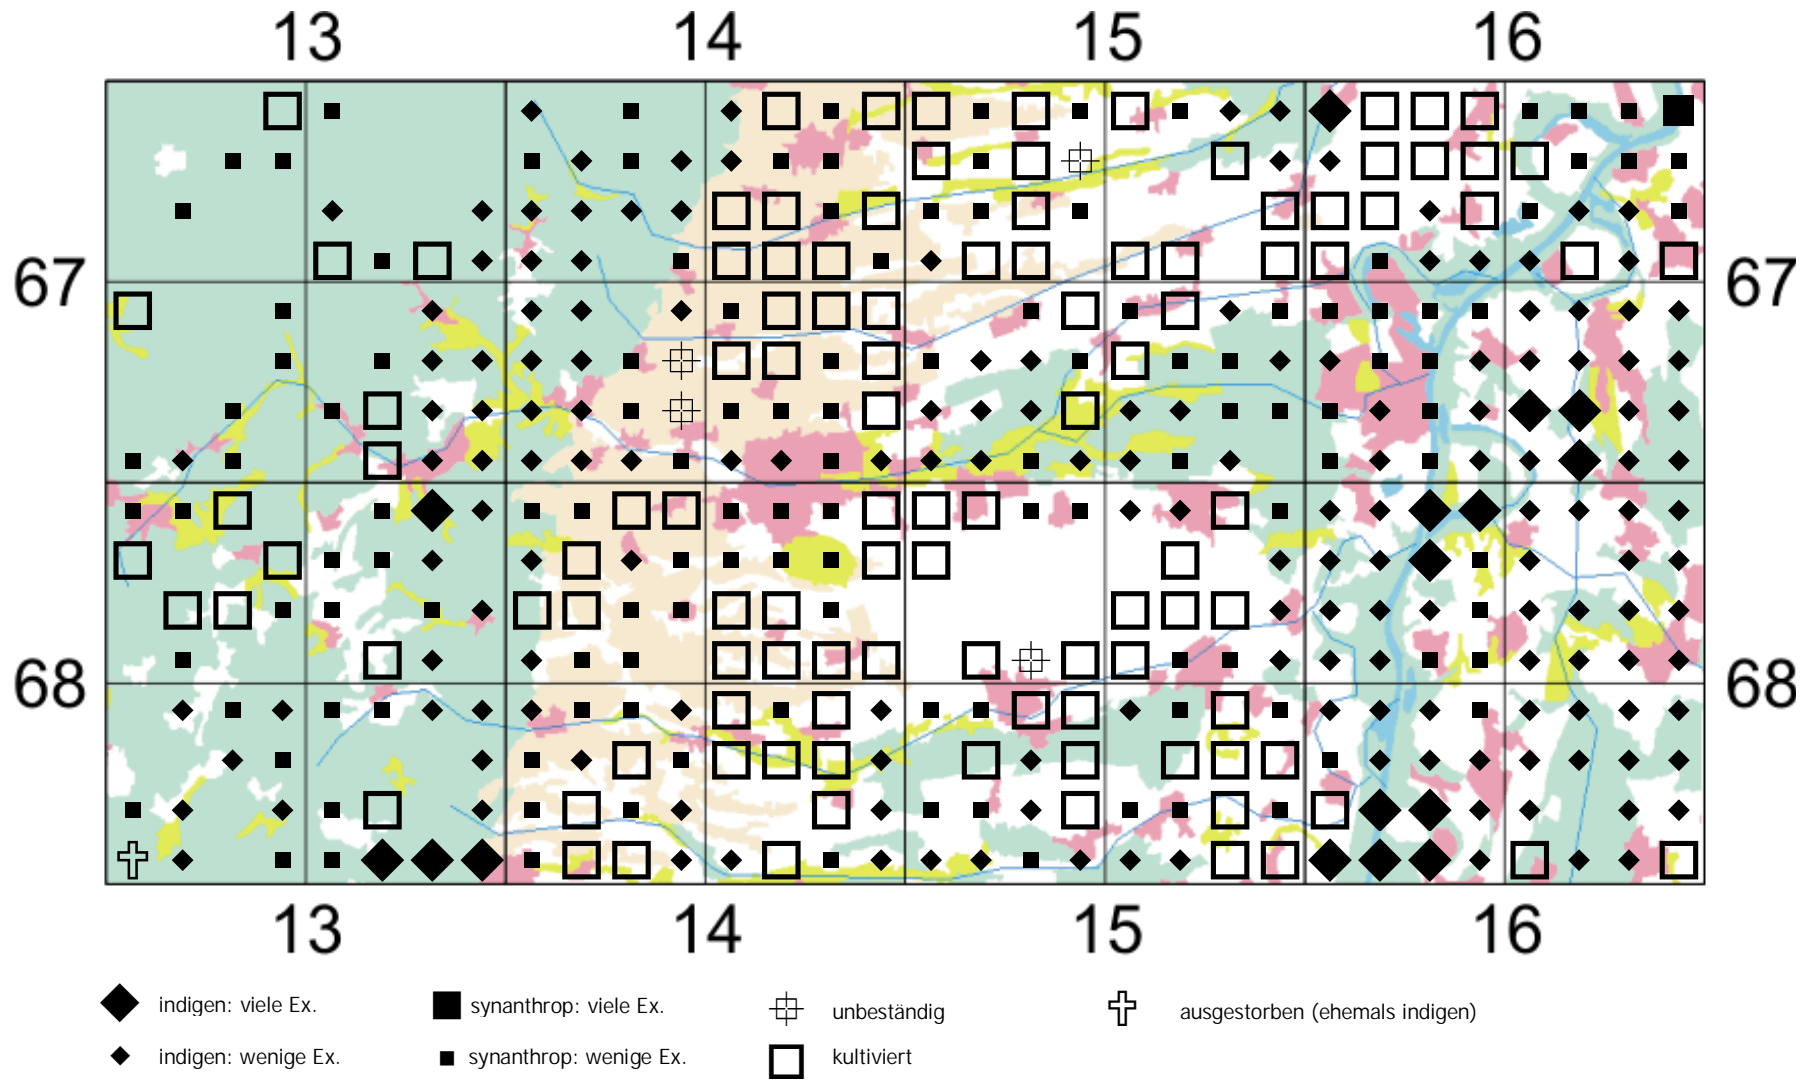 13 14 15 16
67 67
68 68
13 14 15 16
indigen: viele Ex. synanthrop: viele Ex. unbeständig ausgestorben (ehemals indigen)
indigen: wenige Ex. synanthrop: wenige Ex. kultiviert